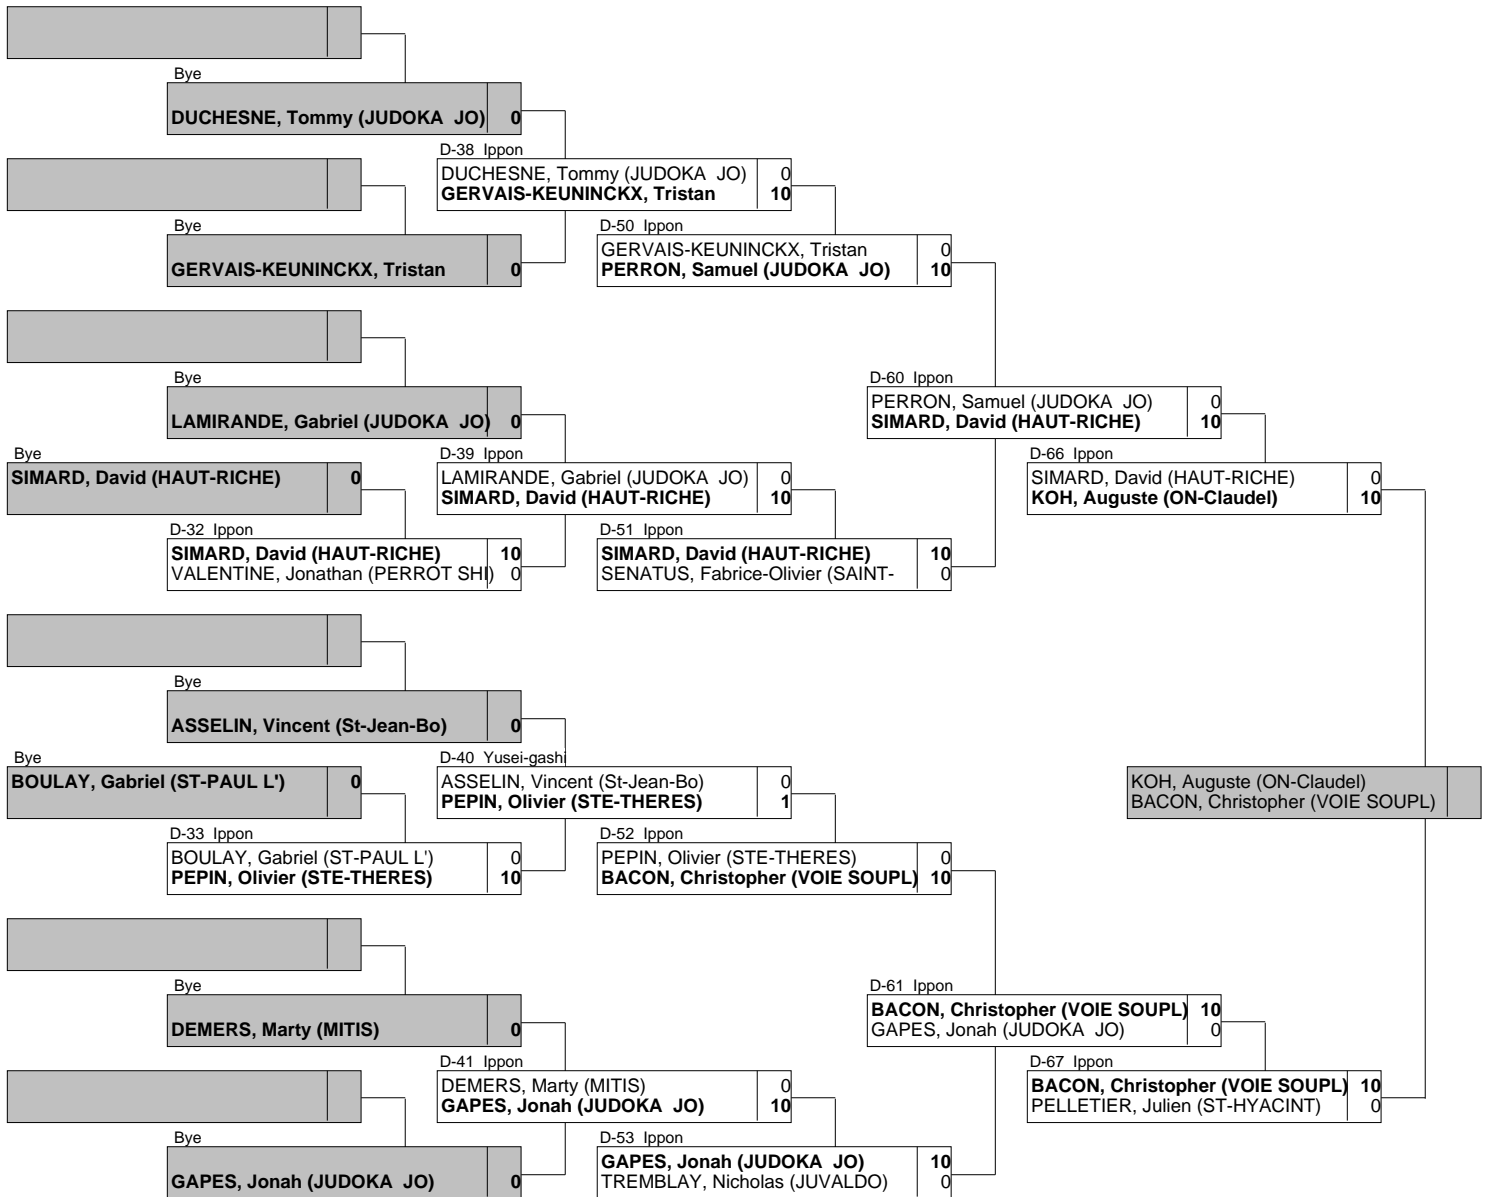 Bye
DUCHESNE, Tommy (JUDOKA  JO) 0
D-38  Ippon
DUCHESNE, Tommy (JUDOKA  JO) 0
GERVAIS-KEUNINCKX, Tristan 10
Bye
GERVAIS-KEUNINCKX, Tristan 0
D-50  Ippon
GERVAIS-KEUNINCKX, Tristan 0
PERRON, Samuel (JUDOKA  JO) 10
Bye
LAMIRANDE, Gabriel (JUDOKA  JO) 0
D-60  Ippon
PERRON, Samuel (JUDOKA  JO) 0
SIMARD, David (HAUT-RICHE) 10
Bye
SIMARD, David (HAUT-RICHE) 0
D-39  Ippon
LAMIRANDE, Gabriel (JUDOKA  JO) 0
SIMARD, David (HAUT-RICHE) 10
D-66  Ippon
SIMARD, David (HAUT-RICHE) 0
KOH, Auguste (ON-Claudel) 10
D-32  Ippon
SIMARD, David (HAUT-RICHE) 10
VALENTINE, Jonathan (PERROT SHI) 0
D-51  Ippon
SIMARD, David (HAUT-RICHE) 10
SENATUS, Fabrice-Olivier (SAINT- 0
Bye
ASSELIN, Vincent (St-Jean-Bo) 0
Bye
BOULAY, Gabriel (ST-PAUL L') 0
D-40  Yusei-gashi
ASSELIN, Vincent (St-Jean-Bo) 0
PEPIN, Olivier (STE-THERES) 1
KOH, Auguste (ON-Claudel)
BACON, Christopher (VOIE SOUPL)
D-33  Ippon
BOULAY, Gabriel (ST-PAUL L') 0
PEPIN, Olivier (STE-THERES) 10
D-52  Ippon
PEPIN, Olivier (STE-THERES) 0
BACON, Christopher (VOIE SOUPL) 10
Bye
DEMERS, Marty (MITIS) 0
D-61  Ippon
BACON, Christopher (VOIE SOUPL) 10
GAPES, Jonah (JUDOKA  JO) 0
D-41  Ippon
DEMERS, Marty (MITIS) 0
GAPES, Jonah (JUDOKA  JO) 10
D-67  Ippon
BACON, Christopher (VOIE SOUPL) 10
PELLETIER, Julien (ST-HYACINT) 0
Bye
GAPES, Jonah (JUDOKA  JO) 0
D-53  Ippon
GAPES, Jonah (JUDOKA  JO) 10
TREMBLAY, Nicholas (JUVALDO) 0